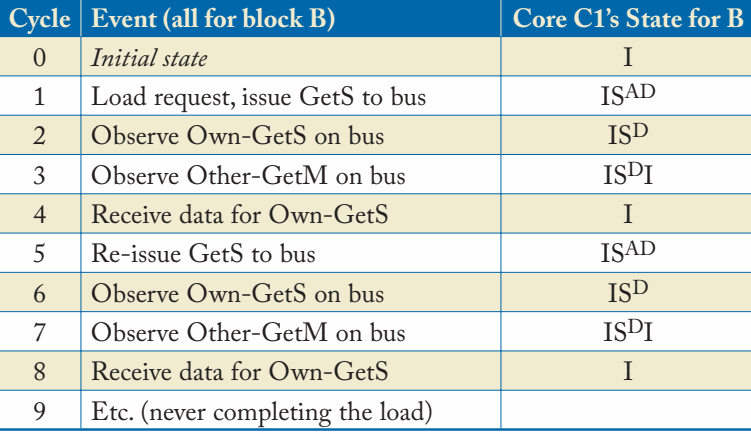 Cycle Event (all for block B) Core C1's State for B
0 Initial state I
1 Load request, issue GetS to bus IS^AD
2 Observe Own-GetS on bus IS^D
3 Observe Other-GetM on bus IS^DI
4 Receive data for Own-GetS I
5 Re-issue GetS to bus IS^AD
6 Observe Own-GetS on bus IS^D
7 Observe Other-GetM on bus IS^DI
8 Receive data for Own-GetS I
9 Etc. (never completing the load)